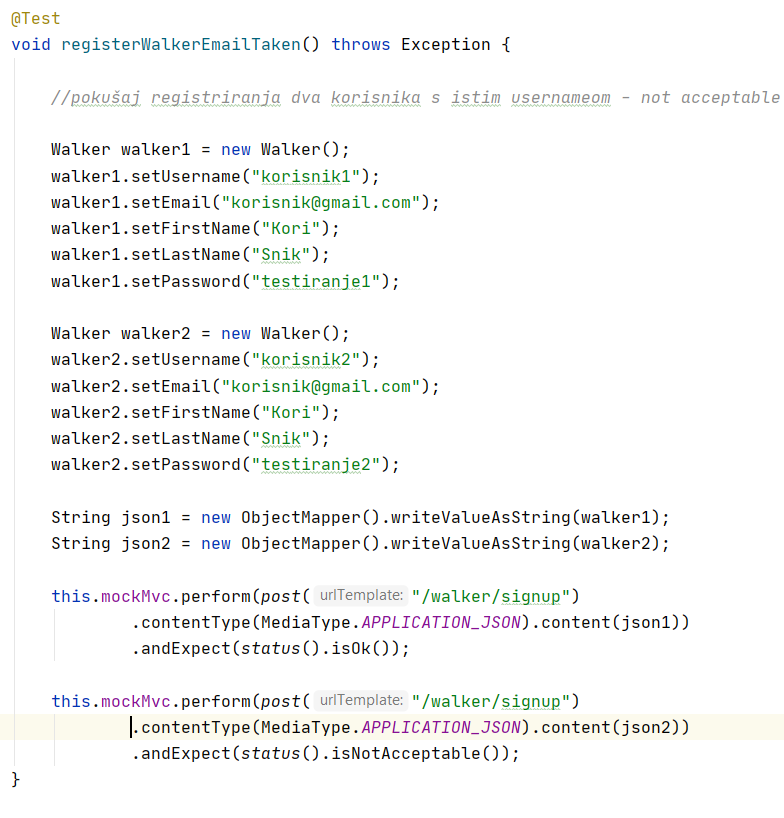 @Test
void registerWalkerEmailTaken() throws Exception {
//pokušaj registriranja dva korisnika s istim usernameom - not acceptable
Walker walker1 = new Walker();
walker1.setUsername("korisnik1");
walker1.setEmail("korisnik@gmail.com");
walker1.setFirstName("Kori");
walker1.setLastName("Snik");
walker1.setPassword("testiranje1");
Walker walker2 = new Walker();
walker2.setUsername("korisnik2");
walker2.setEmail("korisnik@gmail.com");
walker2.setFirstName("Kori");
walker2.setLastName("Snik");
walker2.setPassword("testiranje2");
String json1 = new ObjectMapper().writeValueAsString(walker1);
String json2 = new ObjectMapper().writeValueAsString(walker2);
this.mockMvc.perform(post( urlTemplate: "/walker/signup")
.contentType(MediaType.APPLICATION_JSON).content(json1))
.andExpect(status().isOk());
this.mockMvc.perform(post( urlTemplate: "/walker/signup")
.contentType(MediaType.APPLICATION_JSON).content(json2))
.andExpect(status().isNotAcceptable());
}